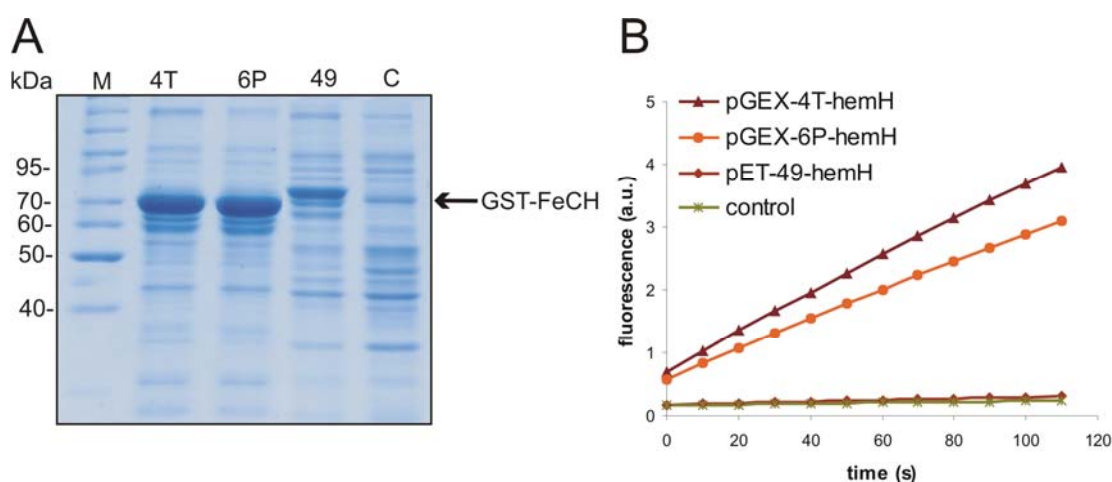 A
kDa M 4T 6P 49 C
95-
70-
60-
50-
40-
GST-FeCH
B
fluorescence (a.u.)
5
4
3
2
1
0
pGEX-4T-hemH
pGEX-6P-hemH
pET-49-hemH
control
0 20 40 60 80 100 120
time (s)